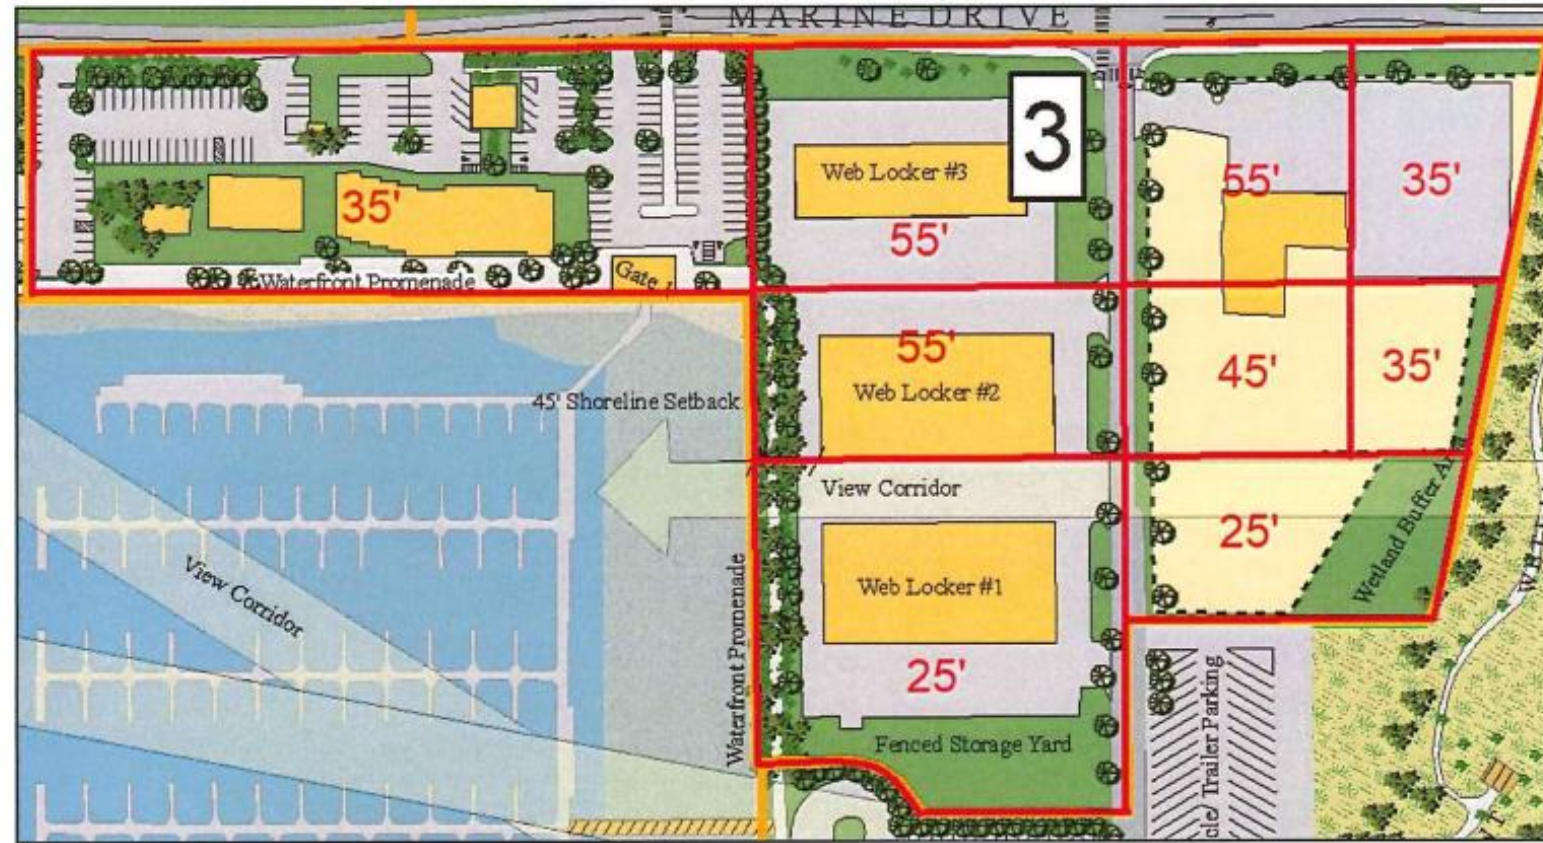 MARINE DRIVE
3
Web Locker #3
55'
35'
55'
35'
Waterfront Promenade
Gate 1
55'
Web Locker #2
45'
35'
45' Shoreline Setback
View Corridor
25'
Wetland Buffer
View Corridor
Web Locker #1
Waterfront Promenade
25'
Fenced Storage Yard
Trailer Parking